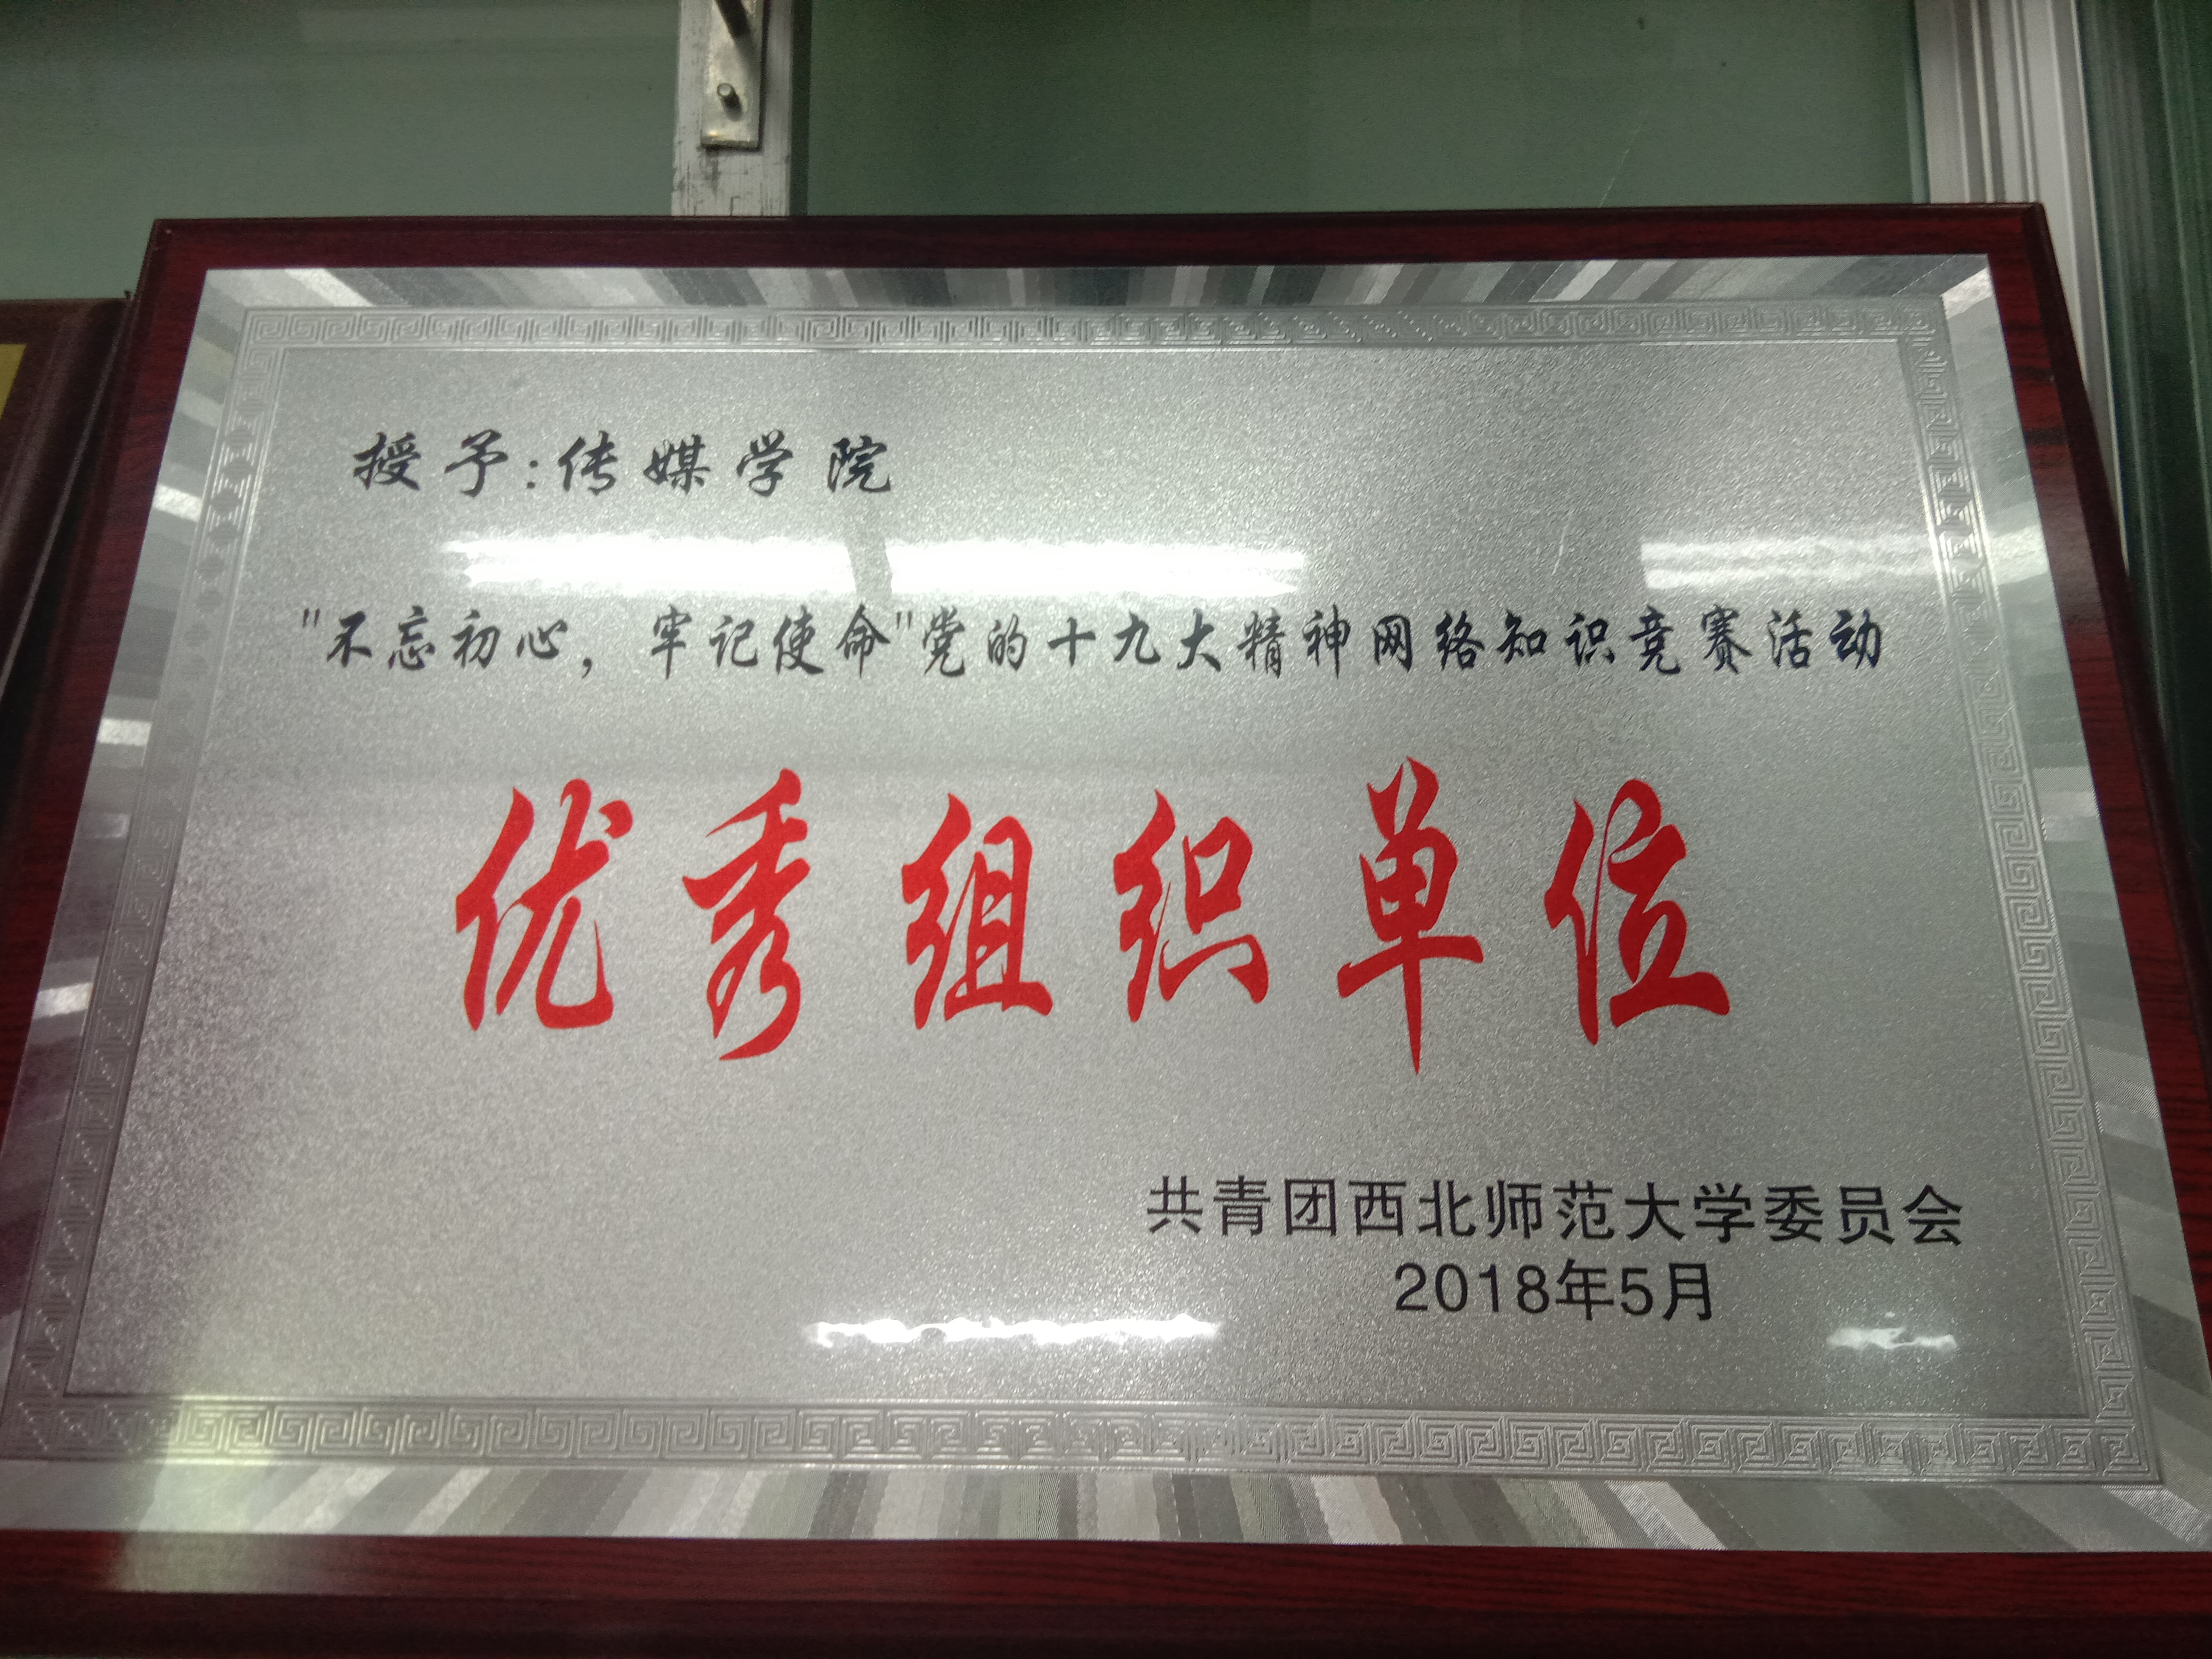 授予:传媒学院
"不忘初心，牢记使命"党的十九大精神网络知识竞赛活动
优秀组织单位
共青团西北师范大学委员会
2018年5月